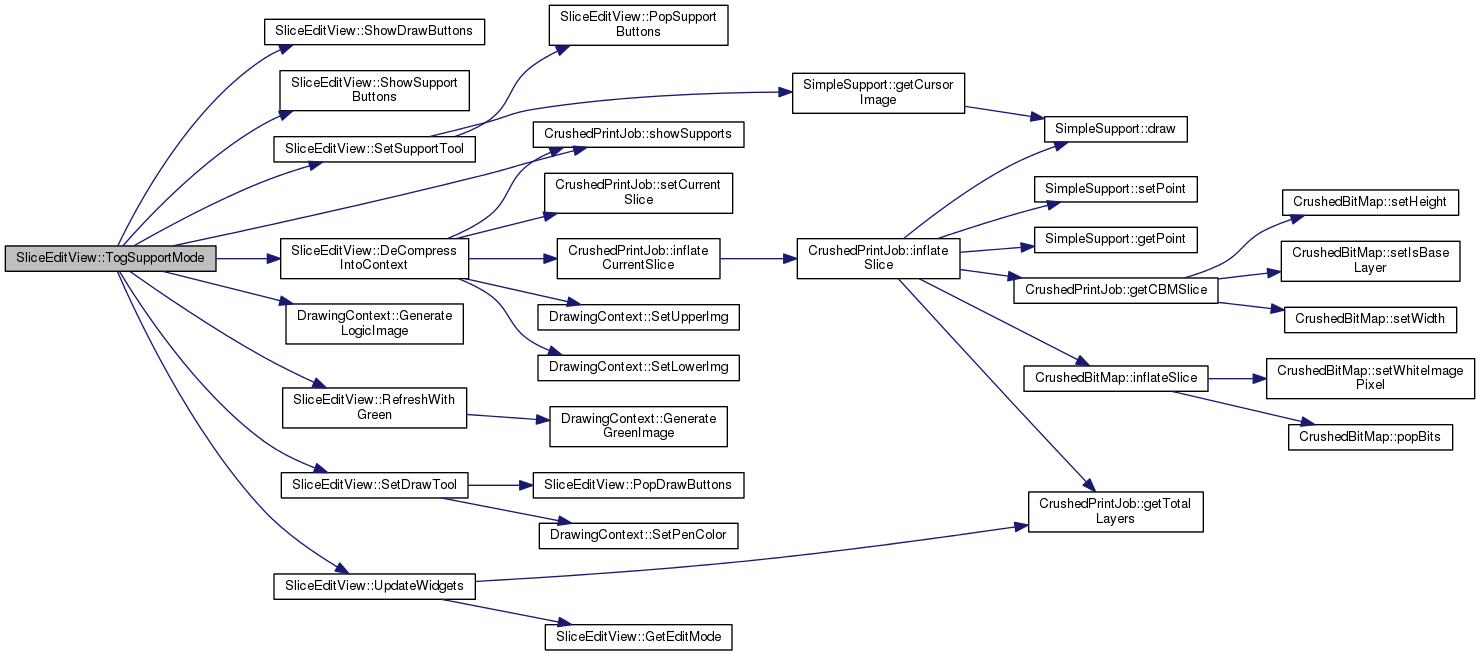 SliceEditView::TogSupportMode
SliceEditView::ShowDrawButtons
SliceEditView::ShowSupport
Buttons
SliceEditView::SetSupportTool
SliceEditView::DeCompress
IntoContext
DrawingContext::Generate
LogicImage
SliceEditView::RefreshWith
Green
SliceEditView::SetDrawTool
SliceEditView::UpdateWidgets
SliceEditView::PopSupport
Buttons
CrushedPrintJob::showSupports
CrushedPrintJob::setCurrent
Slice
CrushedPrintJob::inflate
CurrentSlice
DrawingContext::SetUpperImg
DrawingContext::SetLowerImg
DrawingContext::Generate
GreenImage
SliceEditView::PopDrawButtons
DrawingContext::SetPenColor
SliceEditView::GetEditMode
SimpleSupport::getCursor
Image
CrushedPrintJob::inflate
Slice
SimpleSupport::draw
SimpleSupport::setPoint
SimpleSupport::getPoint
CrushedPrintJob::getCBMSlice
CrushedBitMap::inflateSlice
CrushedPrintJob::getTotal
Layers
CrushedBitMap::setHeight
CrushedBitMap::setIsBase
Layer
CrushedBitMap::setWidth
CrushedBitMap::setWhiteImage
Pixel
CrushedBitMap::popBits